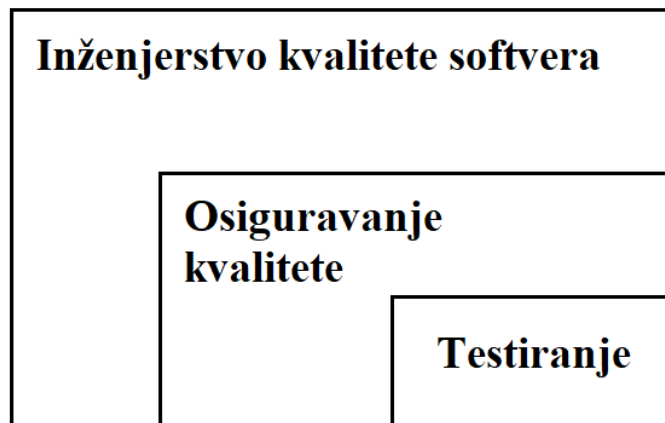 Inženjerstvo kvalitete softvera
Osiguravanje
kvalitete
Testiranje